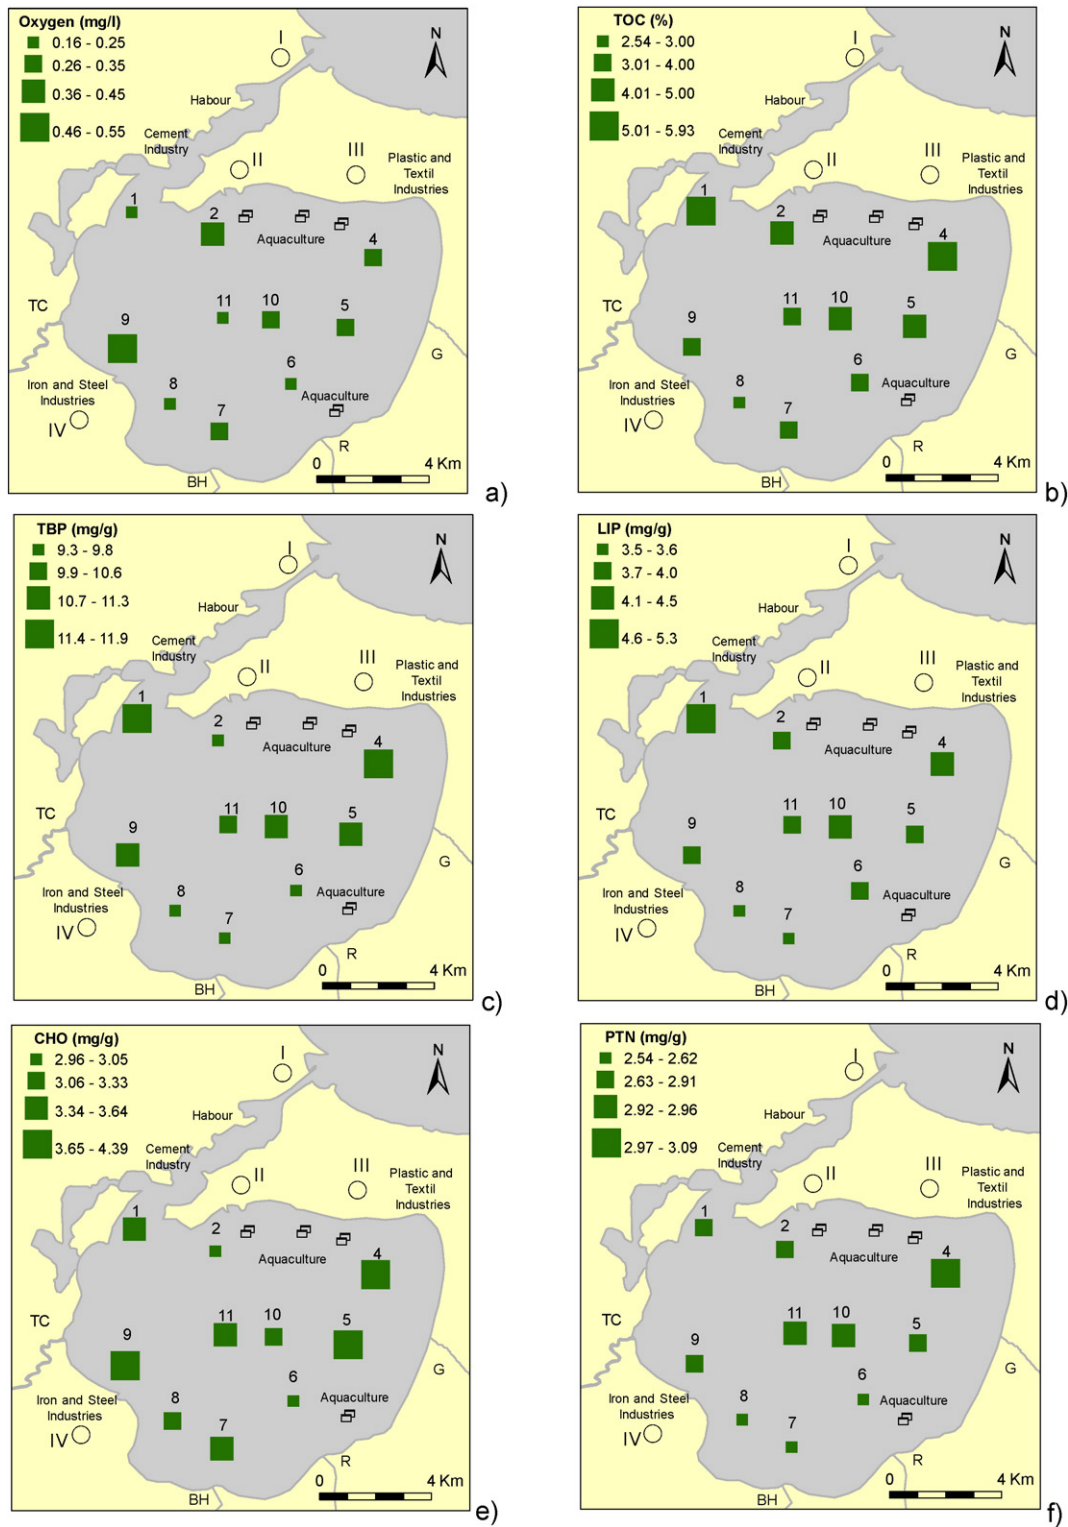 Oxygen (mg/l)
0.16 - 0.25
0.26 - 0.35
0.36 - 0.45
0.46 - 0.55
I
N
Habour
Cement
Industry
II
III
Plastic and
Textil
Industries
1
2
Aquaculture
4
TC
11
10
5
9
G
6
Iron and Steel
Industries
8
Aquaculture
IV
7
R
0
4 Km
BH
a)
TOC (%)
2.54 - 3.00
3.01 - 4.00
4.01 - 5.00
5.01 - 5.93
I
N
Habour
Cement
Industry
II
III
Plastic and
Textil
Industries
1
2
Aquaculture
4
TC
11
10
5
9
G
6
Iron and Steel
Industries
8
Aquaculture
IV
7
R
0
4 Km
BH
b)
TBP (mg/g)
9.3 - 9.8
9.9 - 10.6
10.7 - 11.3
11.4 - 11.9
I
N
Habour
Cement
Industry
II
III
Plastic and
Textil
Industries
1
2
Aquaculture
4
TC
11
10
5
9
G
6
Iron and Steel
Industries
8
Aquaculture
IV
7
R
0
4 Km
BH
c)
LIP (mg/g)
3.5 - 3.6
3.7 - 4.0
4.1 - 4.5
4.6 - 5.3
I
N
Habour
Cement
Industry
II
III
Plastic and
Textil
Industries
1
2
Aquaculture
4
TC
11
10
5
9
G
6
Iron and Steel
Industries
8
Aquaculture
IV
7
R
0
4 Km
BH
d)
CHO (mg/g)
2.96 - 3.05
3.06 - 3.33
3.34 - 3.64
3.65 - 4.39
I
N
Habour
Cement
Industry
II
III
Plastic and
Textil
Industries
1
2
Aquaculture
4
TC
11
10
5
9
G
6
Iron and Steel
Industries
8
Aquaculture
IV
7
R
0
4 Km
BH
e)
PTN (mg/g)
2.54 - 2.62
2.63 - 2.91
2.92 - 2.96
2.97 - 3.09
I
N
Habour
Cement
Industry
II
III
Plastic and
Textil
Industries
1
2
Aquaculture
4
TC
11
10
5
9
G
6
Iron and Steel
Industries
8
Aquaculture
IV
7
R
0
4 Km
BH
f)